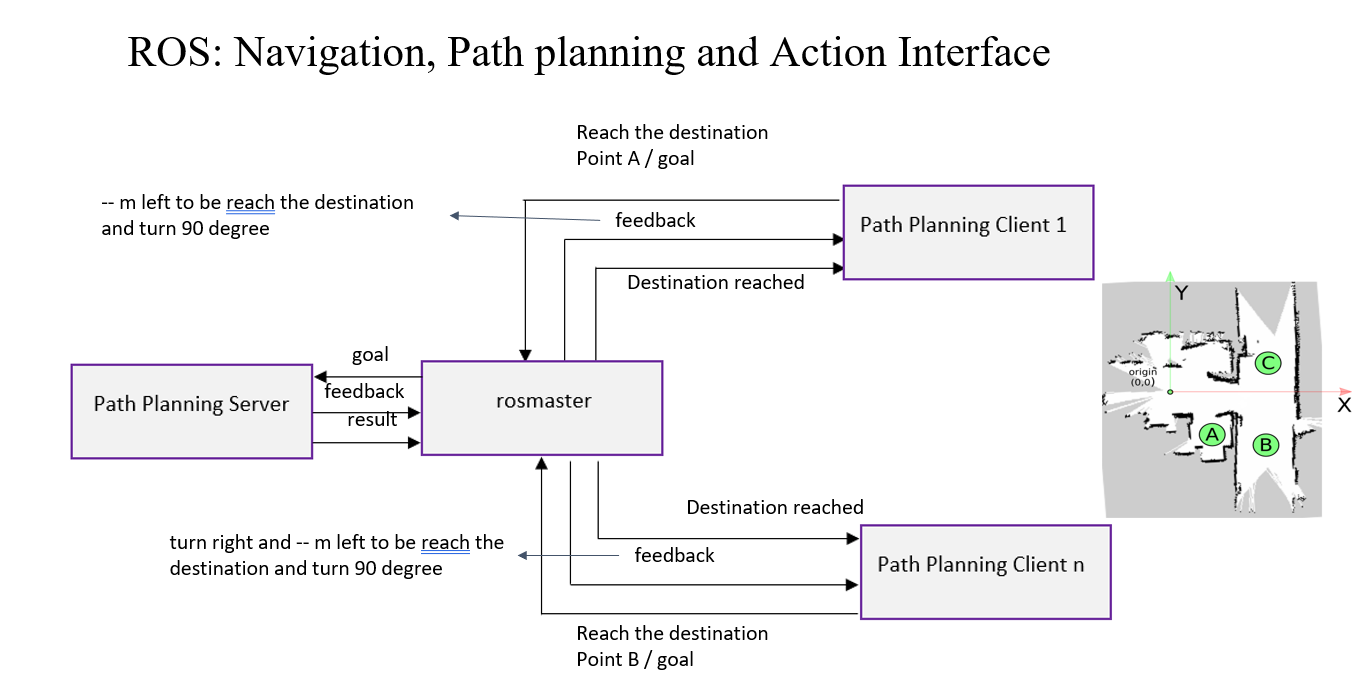 ROS: Navigation, Path planning and Action Interface
Reach the destination
Point A / goal
-- m left to be reach the destination
and turn 90 degree
feedback
Path Planning Client 1
Destination reached
goal
feedback
result
Path Planning Server
rosmaster
Y
origin
(0,0)
C
X
A
B
Destination reached
turn right and -- m left to be reach the
destination and turn 90 degree
feedback
Path Planning Client n
Reach the destination
Point B / goal